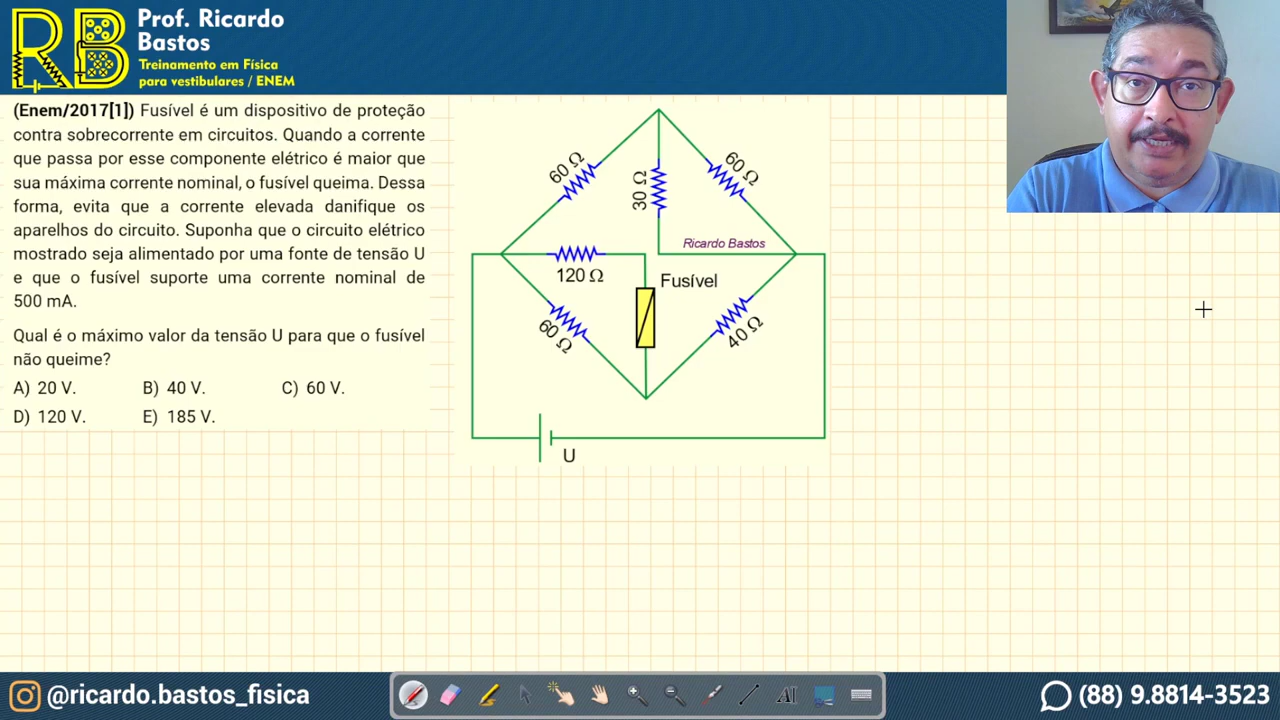 RB
Prof. Ricardo
Bastos
Treinamento em Física
para vestibulares / ENEM
(Enem/2017[1]) Fusível é um dispositivo de proteção
contra sobrecorrente em circuitos. Quando a corrente
que passa por esse componente elétrico é maior que
sua máxima corrente nominal, o fusível queima. Dessa
forma, evita que a corrente elevada danifique os
aparelhos do circuito. Suponha que o circuito elétrico
mostrado seja alimentado por uma fonte de tensão U
e que o fusível suporte uma corrente nominal de
500 mA.
Qual é o máximo valor da tensão U para que o fusível
não queime?
A) 20 V. B) 40 V. C) 60 V.
D) 120 V. E) 185 V.
60 Ω
30 Ω
60 Ω
Ricardo Bastos
120 Ω
Fusível
60 Ω
40 Ω
U
@ricardo.bastos_fisica
AI
(88) 9.8814-3523